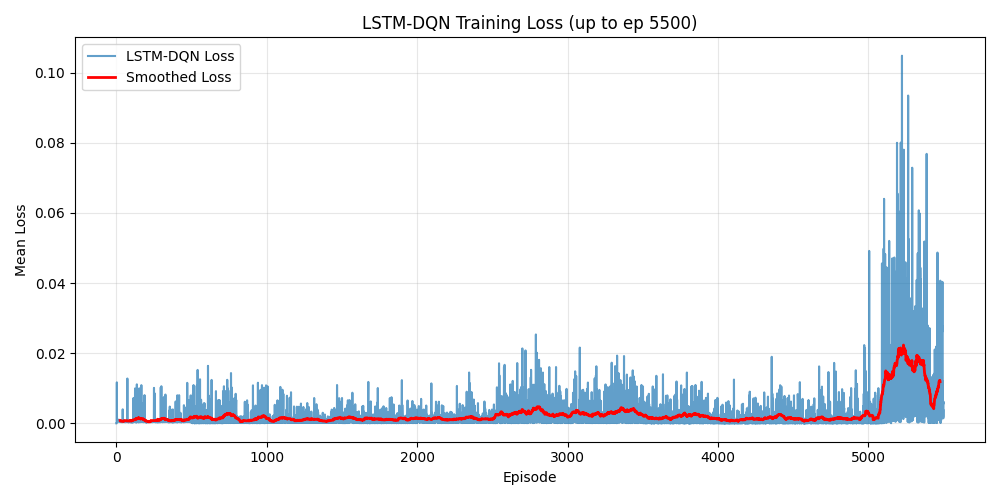 LSTM-DQN Training Loss (up to ep 5500)
LSTM-DQN Loss
Smoothed Loss
Mean Loss
0.10
0.08
0.06
0.04
0.02
0.00
0
1000
2000
3000
4000
5000
Episode